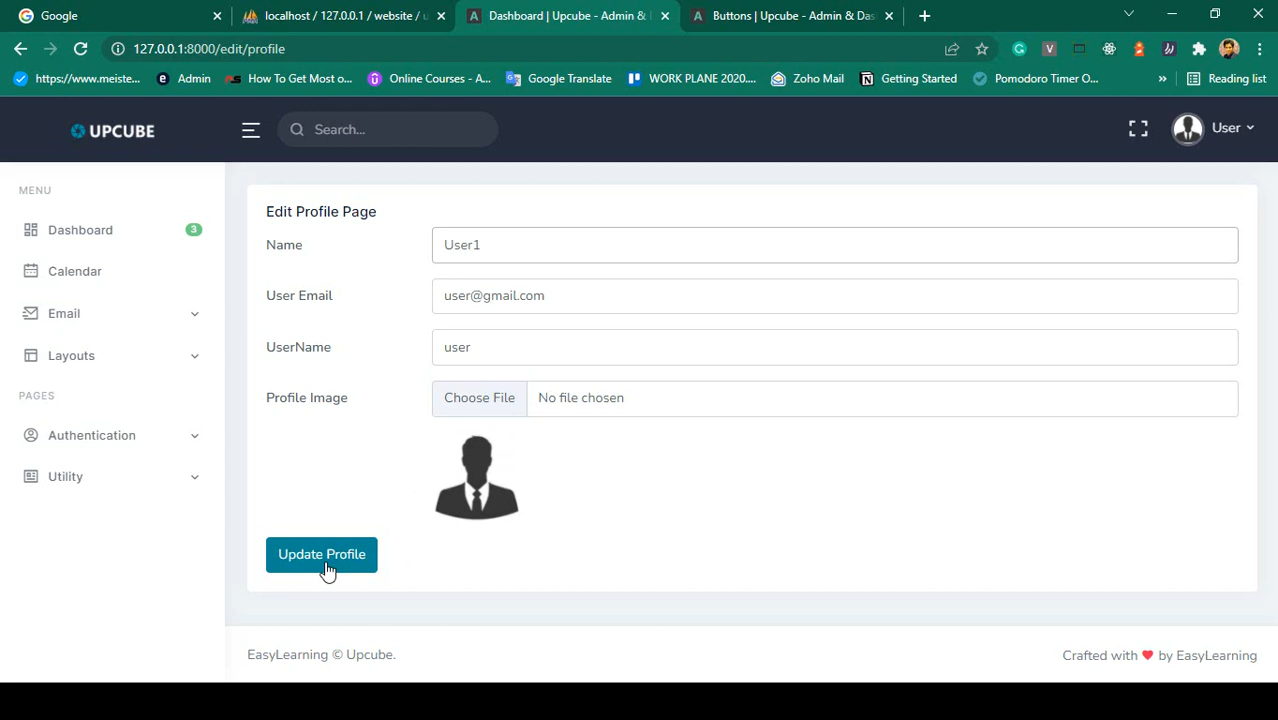 Google
localhost / 127.0.0.1 / website / u
Dashboard | Upcube - Admin &
Buttons | Upcube - Admin & Das
127.0.0.1:8000/edit/profile
https://www.meiste...
Admin
How To Get Most o...
Online Courses - A...
Google Translate
WORK PLANE 2020....
Zoho Mail
Getting Started
Pomodoro Timer O...
»
Reading list
UPCUBE
Search...
User
MENU
Dashboard
3
Calendar
Email
Layouts
PAGES
Authentication
Utility
Edit Profile Page
Name
User1
User Email
user@gmail.com
UserName
user
Profile Image
Choose File
No file chosen
Update Profile
EasyLearning © Upcube.
Crafted with ❤ by EasyLearning